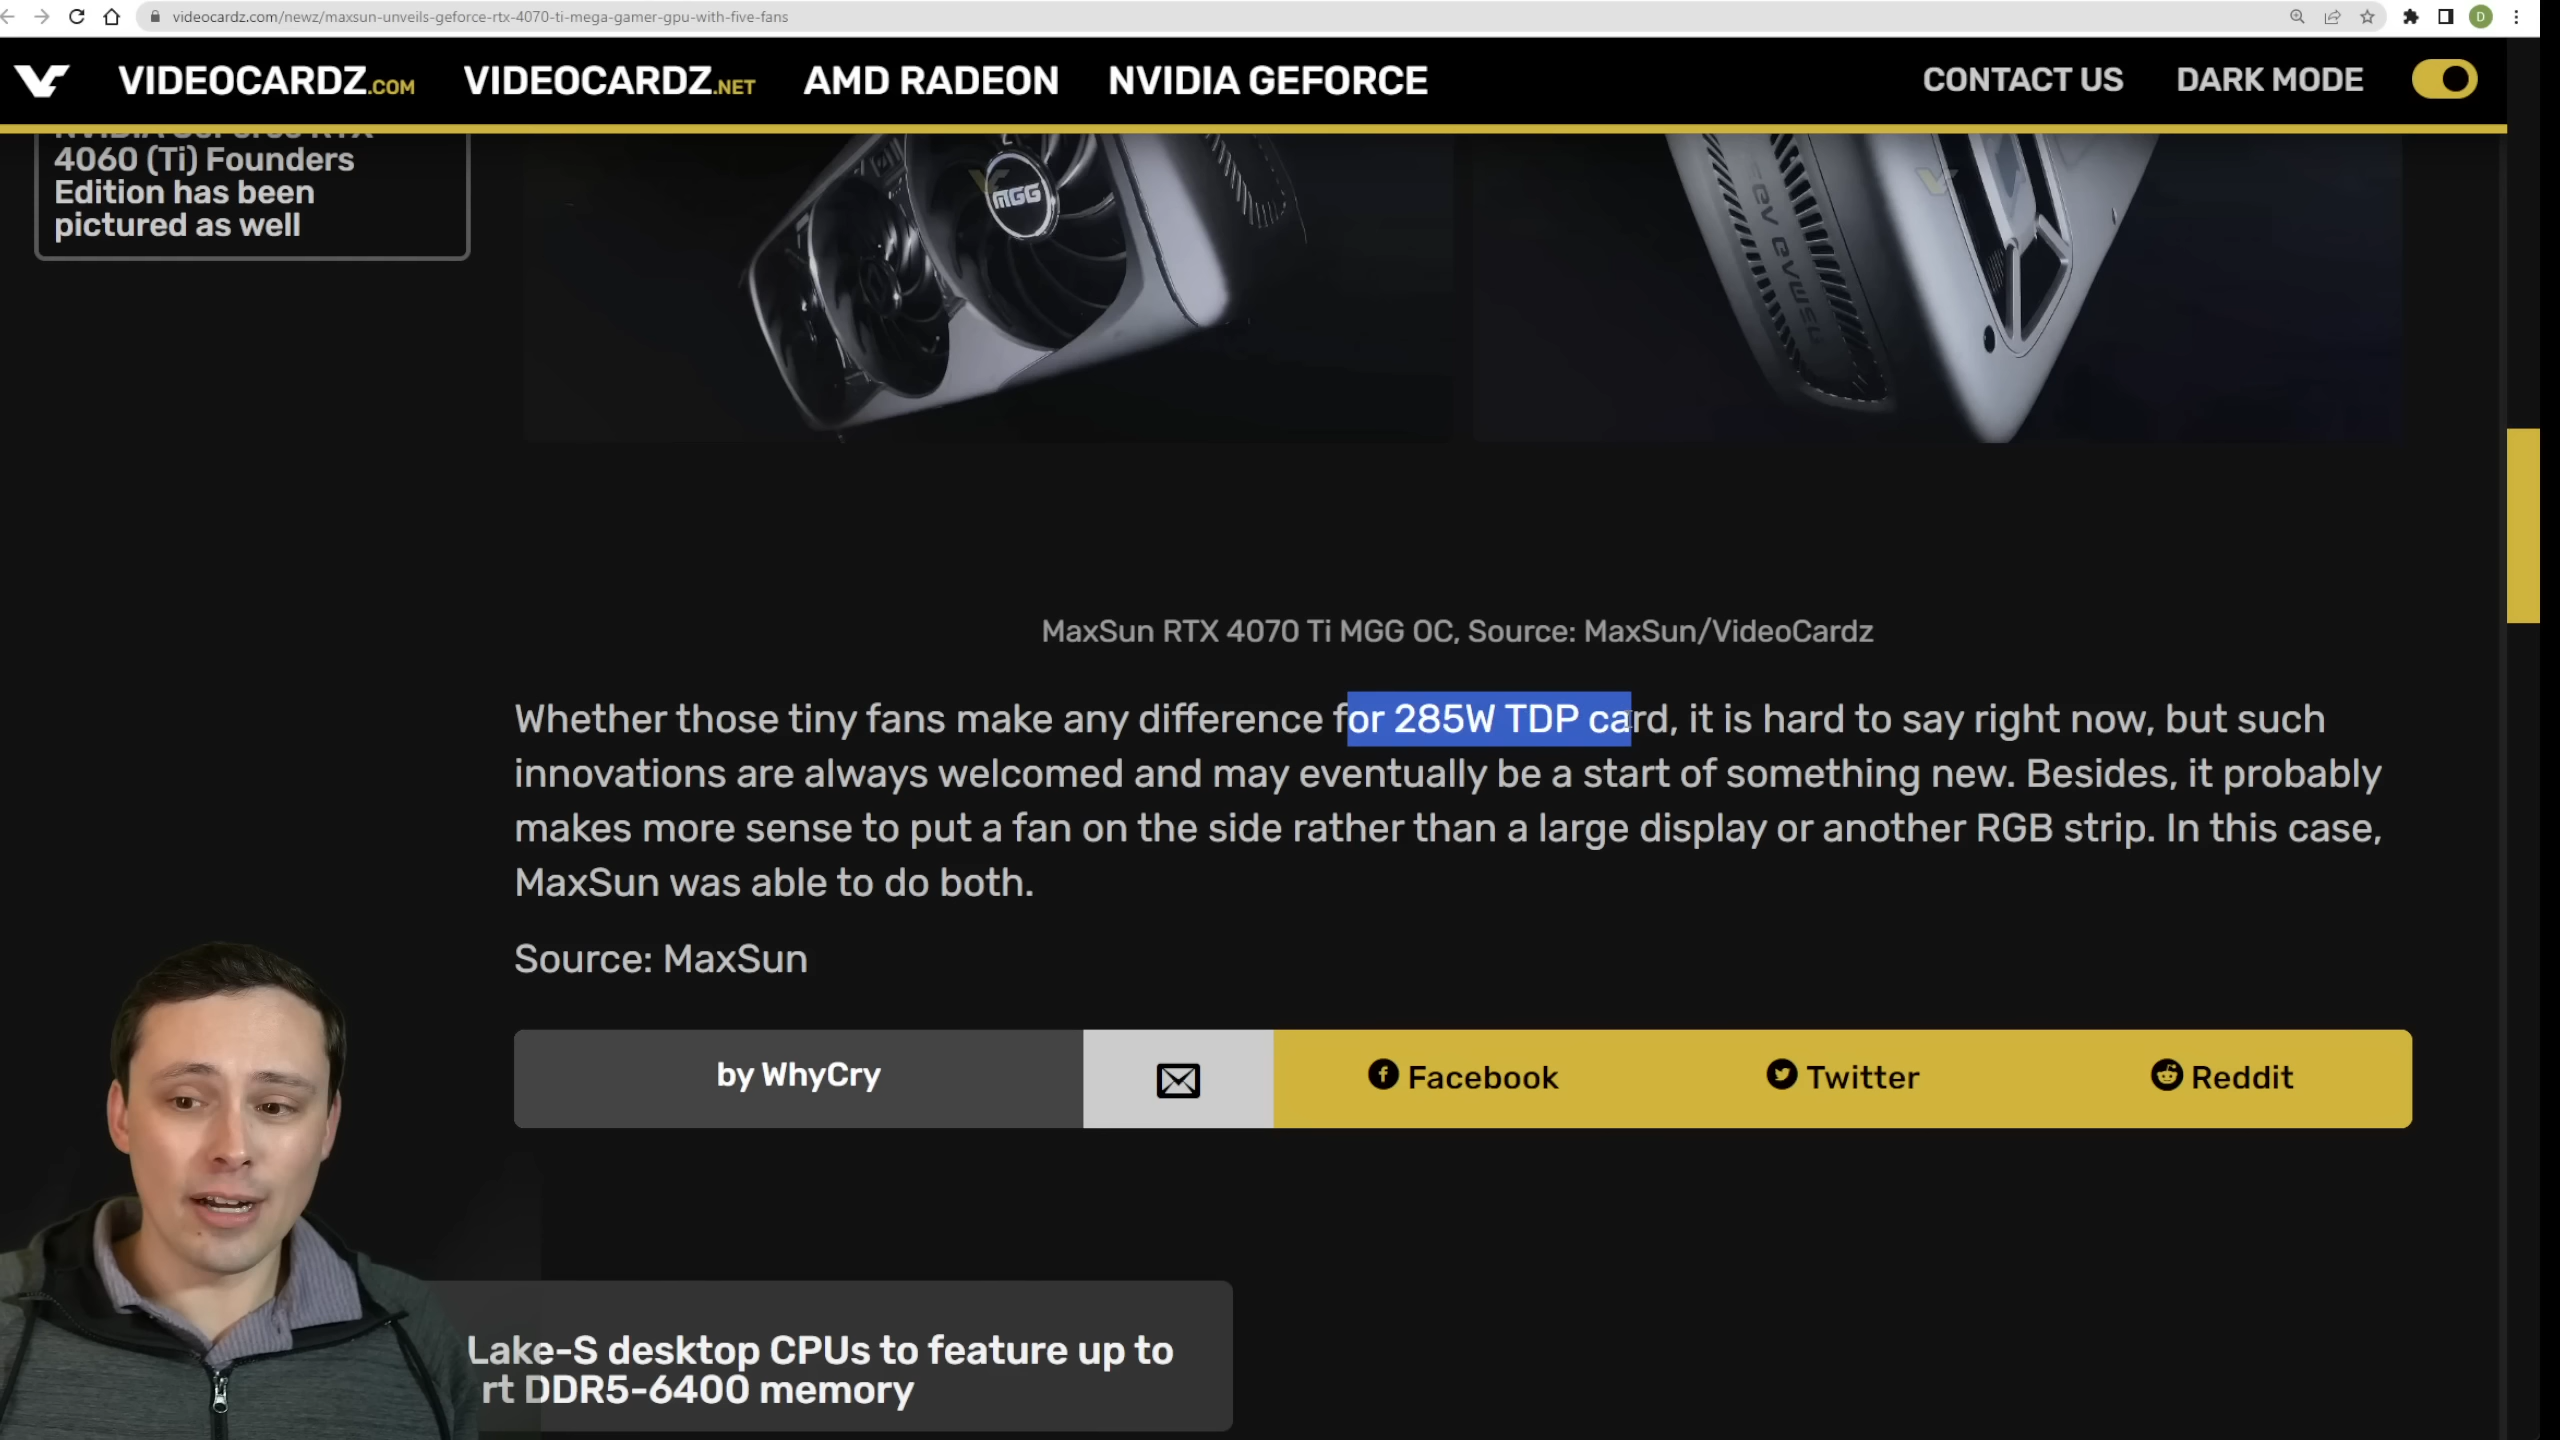 videocardz.com/newz/maxsun-unveils-geforce-rtx-4070-ti-mega-gamer-gpu-with-five-fans
D
VIDEOCARDZ.COM VIDEOCARDZ.NET AMD RADEON NVIDIA GEFORCE CONTACT US DARK MODE
NVIDIA GeForce RTX
4060 (Ti) Founders
Edition has been
pictured as well
MGG
MaxSun RTX 4070 Ti MGG OC, Source: MaxSun/VideoCardz
Whether those tiny fans make any difference for 285W TDP card, it is hard to say right now, but such
innovations are always welcomed and may eventually be a start of something new. Besides, it probably
makes more sense to put a fan on the side rather than a large display or another RGB strip. In this case,
MaxSun was able to do both.
Source: MaxSun
by WhyCry Facebook Twitter Reddit
Lake-S desktop CPUs to feature up to
rt DDR5-6400 memory